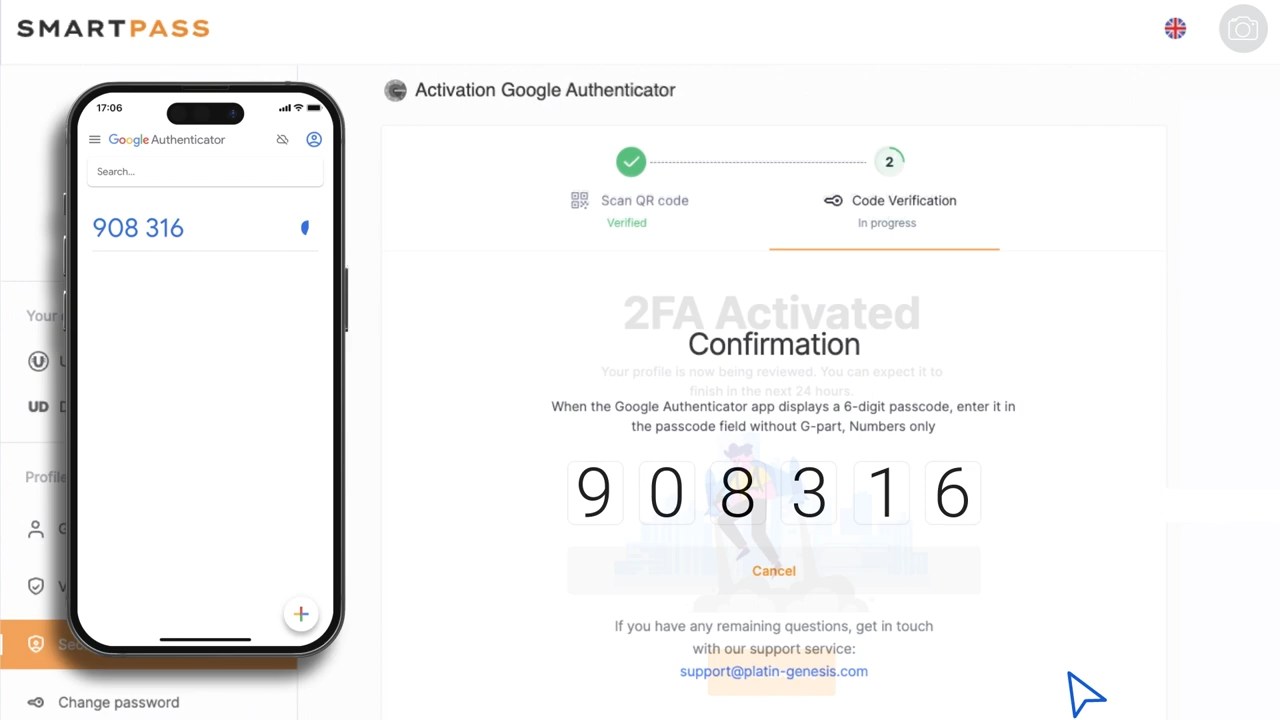 SMARTPASS
17:06
Google Authenticator
Search...
908 316
Your
UD
Profile
Change password
Activation Google Authenticator
2
Scan QR code
Verified
Code Verification
In progress
2FA Activated
Confirmation
Your profile is now being reviewed. You can expect it to
finish in the next 24 hours.
When the Google Authenticator app displays a 6-digit passcode, enter it in
the passcode field without G-part, Numbers only
9 0 8 3 1 6
Cancel
If you have any remaining questions, get in touch
with our support service:
support@platin-genesis.com